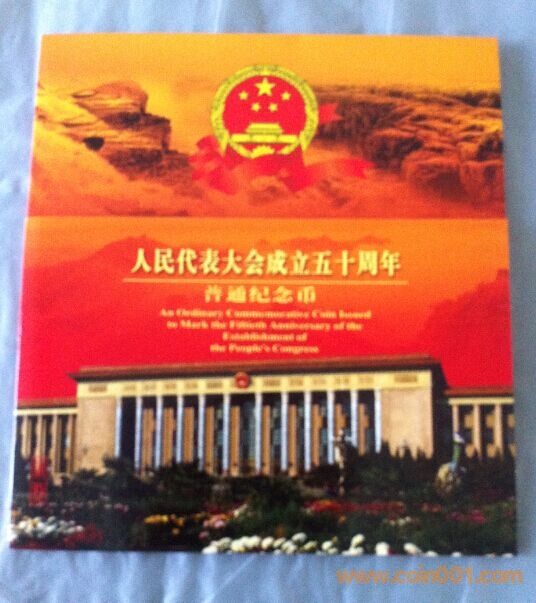 人民代表大会成立五十周年
普通纪念币
An Ordinary Commemorative Coin Issued
to Mark the Fiftieth Anniversary of the
Establishment of
the People's Congress
www.coin001.com